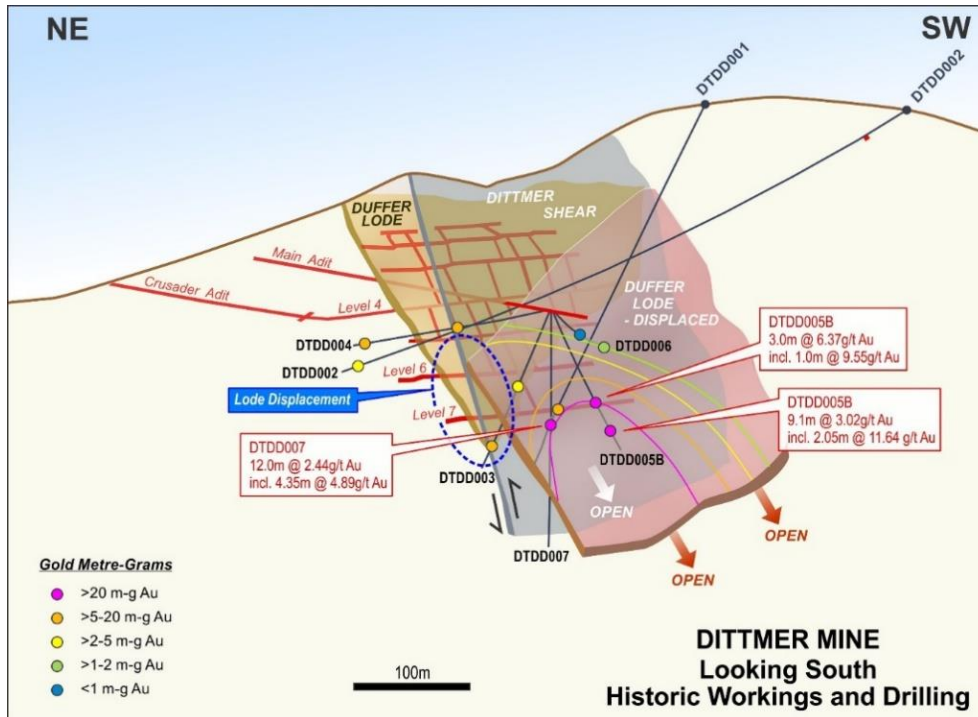 NE
SW
DTDD001
DTDD002
DITTMER
SHEAR
DUFFER
LODE
Main Adit
Crusader Adit
Level 4
DUFFER
LODE
- DISPLACED
DTDD005B
3.0m @ 6.37g/t Au
incl. 1.0m @ 9.55g/t Au
DTDD004
DTDD006
DTDD002
Level 6
Lode Displacement
Level 7
DTDD005B
9.1m @ 3.02g/t Au
incl. 2.05m @ 11.64 g/t Au
DTDD007
12.0m @ 2.44g/t Au
incl. 4.35m @ 4.89g/t Au
DTDD005B
DTDD003
OPEN
OPEN
DTDD007
OPEN
Gold Metre-Grams
>20 m-g Au
>5-20 m-g Au
>2-5 m-g Au
>1-2 m-g Au
<1 m-g Au
100m
DITTMER MINE
Looking South
Historic Workings and Drilling